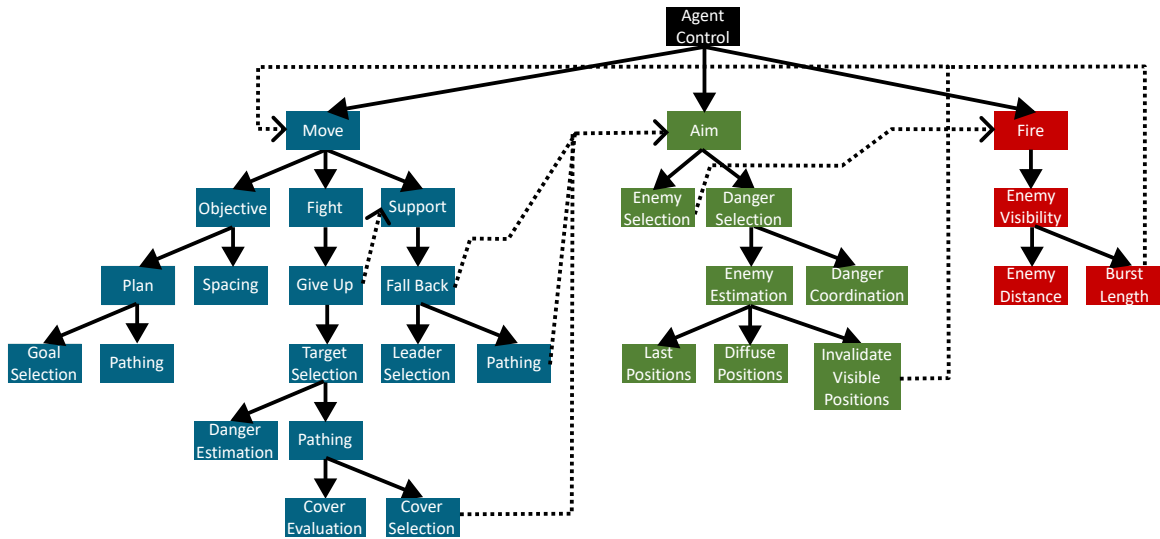 Agent
Control
Move
Aim
Fire
Objective
Fight
Support
Enemy
Selection
Danger
Selection
Enemy
Visibility
Plan
Spacing
Give Up
Fall Back
Enemy
Estimation
Danger
Coordination
Enemy
Distance
Burst
Length
Goal
Selection
Pathing
Target
Selection
Leader
Selection
Pathing
Last
Positions
Diffuse
Positions
Invalidate
Visible
Positions
Danger
Estimation
Pathing
Cover
Evaluation
Cover
Selection